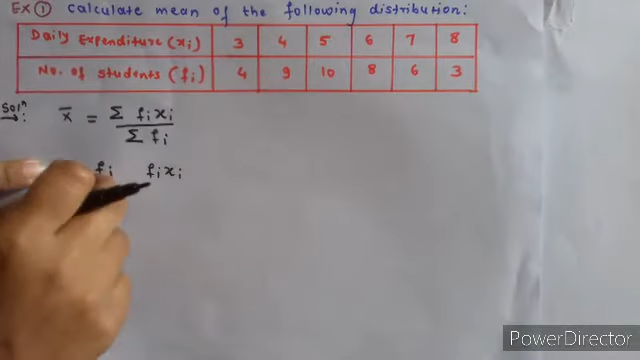 Ex ① calculate mean of the following distribution:
Daily Expenditure (xi) 3 4 5 6 7 8
No. of students (fi) 4 9 10 8 6 3
Solⁿ →: x̄ = Σ fixi / Σ fi
fi fixi
PowerDirector